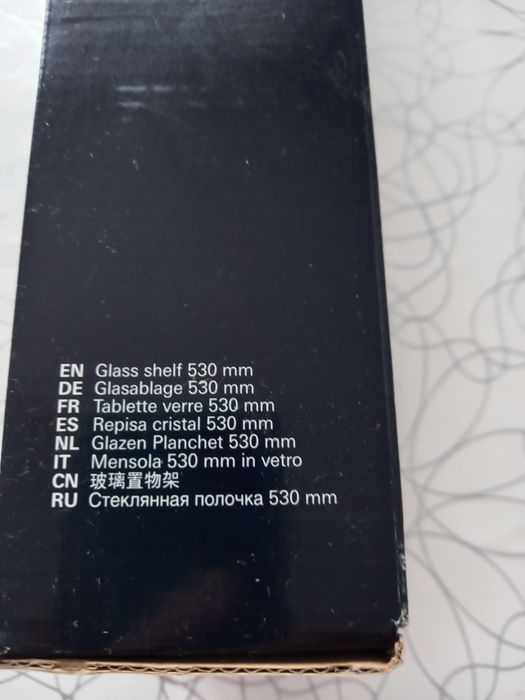 EN Glass shelf 530 mm
DE Glasablage 530 mm
FR Tablette verre 530 mm
ES Repisa cristal 530 mm
NL Glazen Planchet 530 mm
IT Mensola 530 mm in vetro
CN 玻璃置物架
RU Стеклянная полочка 530 mm